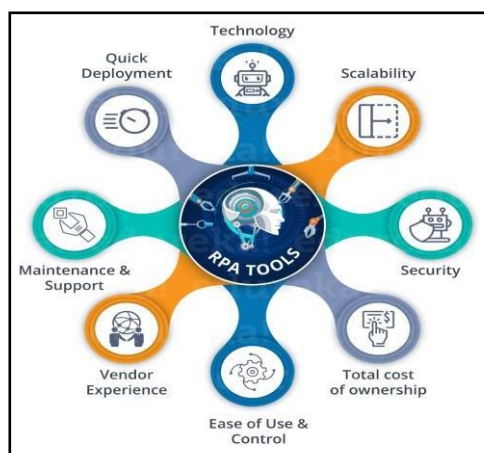 Technology
Quick
Deployment
Scalability
RPA TOOLS
Maintenance &
Support
Security
Vendor
Experience
Total cost
of ownership
Ease of Use &
Control